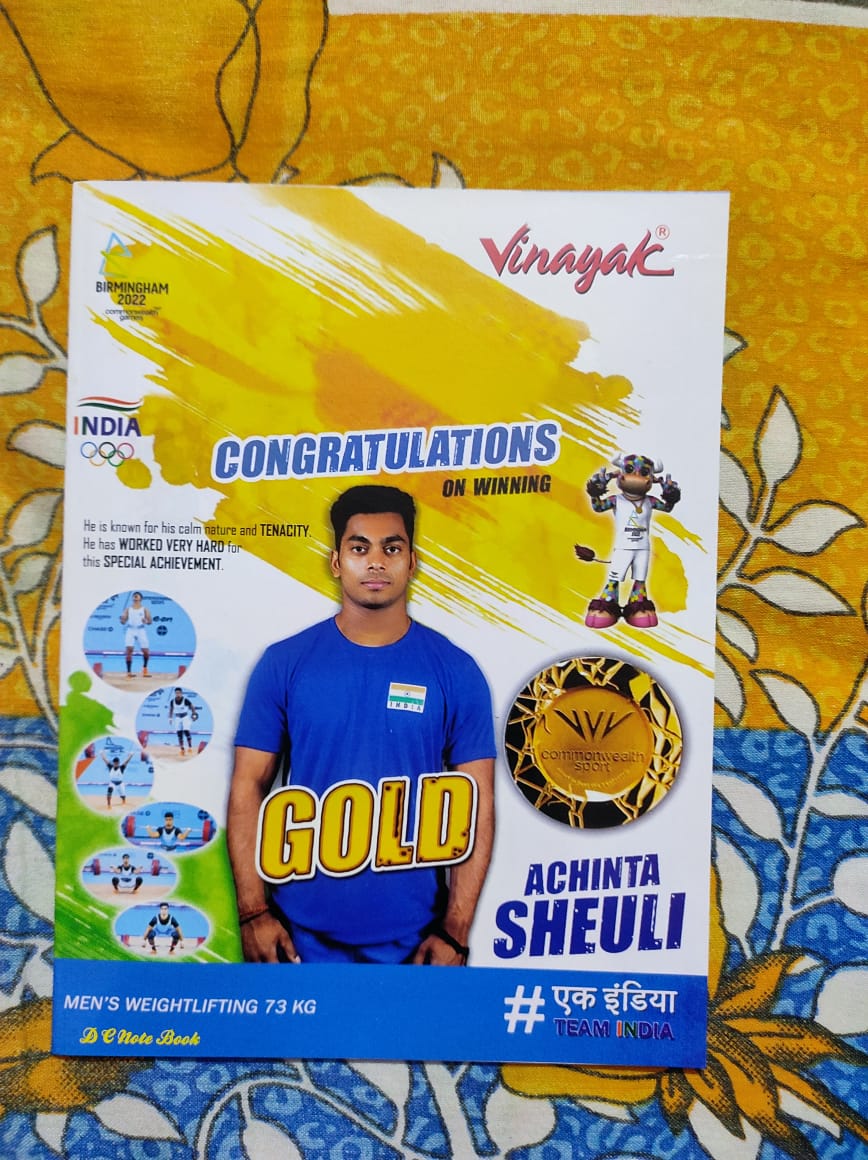 Vinayak®
BIRMINGHAM
2022
commonwealth
games
INDIA
CONGRATULATIONS
ON WINNING
He is known for his calm nature and TENACITY.
He has WORKED VERY HARD for
this SPECIAL ACHIEVEMENT.
INDIA
GOLD
commonwealth
sport
ACHINTA
SHEULI
MEN'S WEIGHTLIFTING 73 KG
D C Note Book
# एक इंडिया
TEAM INDIA